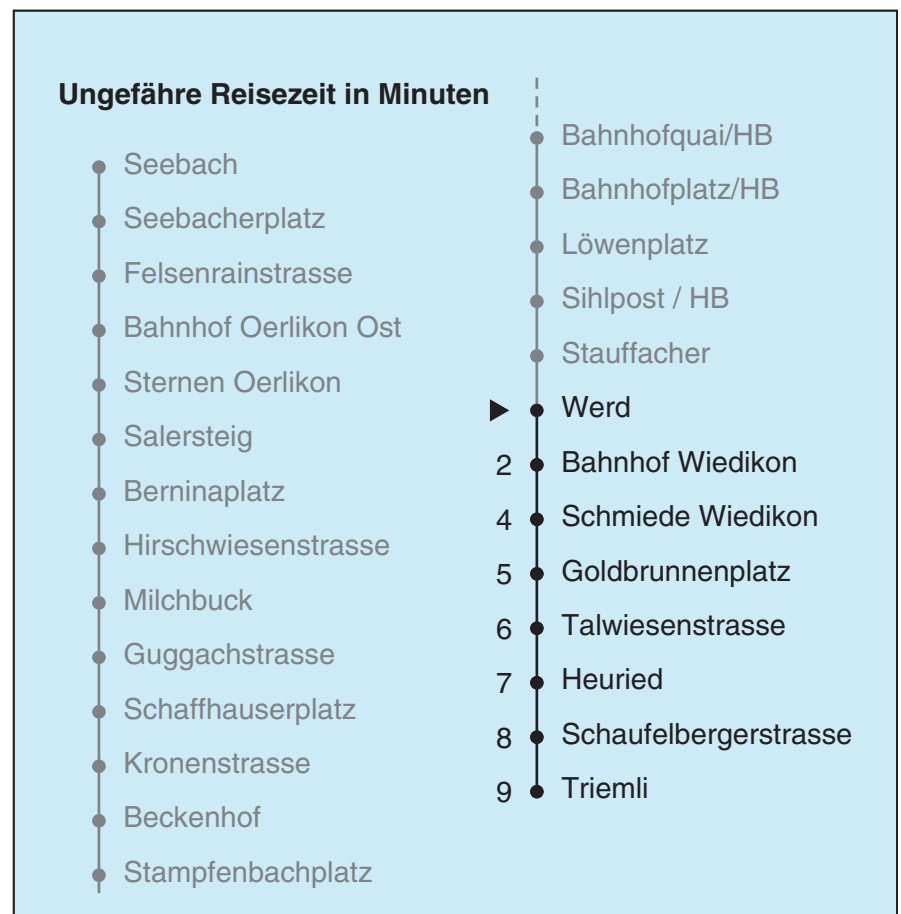 Ungefähre Reisezeit in Minuten
Seebach
Seebacherplatz
Felsenrainstrasse
Bahnhof Oerlikon Ost
Sternen Oerlikon
Salersteig
Berninaplatz
Hirschwiesenstrasse
Milchbuck
Guggachstrasse
Schaffhauserplatz
Kronenstrasse
Beckenhof
Stampfenbachplatz
Bahnhofquai/HB
Bahnhofplatz/HB
Löwenplatz
Sihlpost / HB
Stauffacher
Werd
2 Bahnhof Wiedikon
4 Schmiede Wiedikon
5 Goldbrunnenplatz
6 Talwiesenstrasse
7 Heuried
8 Schaufelbergerstrasse
9 Triemli